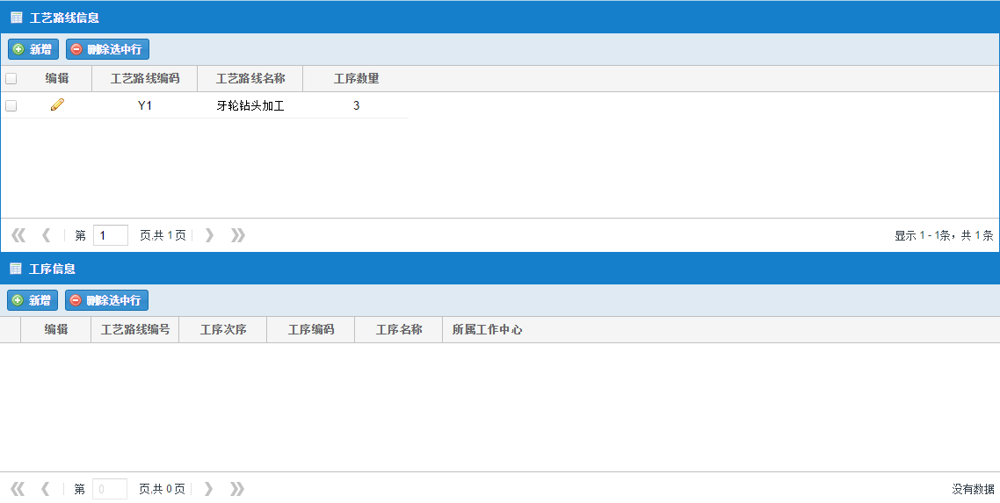 工艺路线信息
新增 删除选中行
编辑 工艺路线编码 工艺路线名称 工序数量
Y1 牙轮钻头加工 3
第 1 页,共 1 页 显示 1 - 1条，共 1 条
工序信息
新增 删除选中行
编辑 工艺路线编号 工序次序 工序编码 工序名称 所属工作中心
第 0 页,共 0 页 没有数据